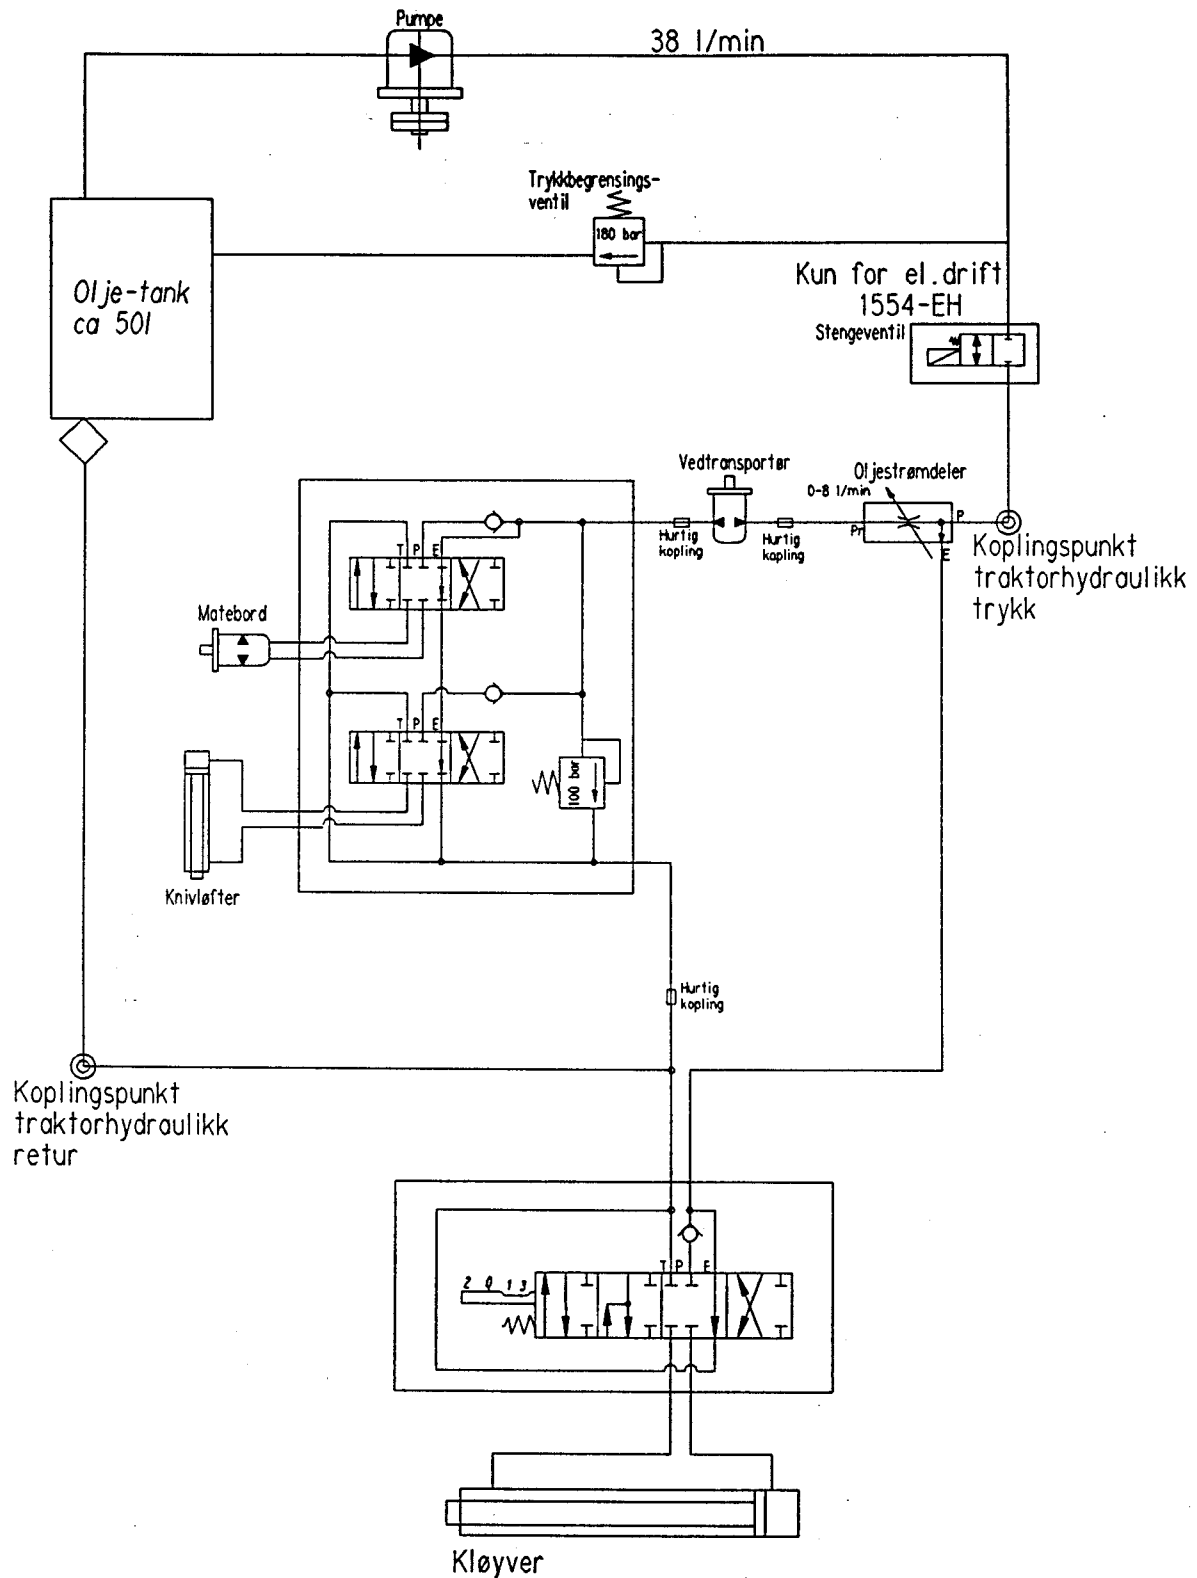 Pumpe
38 l/min
Trykkbegrensings-
ventil
180 bar
Olje-tank
ca 50l
Kun for el.drift
1554-EH
Stengeventil
Vedtransportør
Oljestrømdeler
0-8 l/min
Pr
P
E
Hurtig
kopling
Hurtig
kopling
Koplingspunkt
traktorhydraulikk
trykk
T P E
Matebord
T P E
100 bar
Knivløfter
Hurtig
kopling
Koplingspunkt
traktorhydraulikk
retur
T P E
2 0 1 3
Kløyver